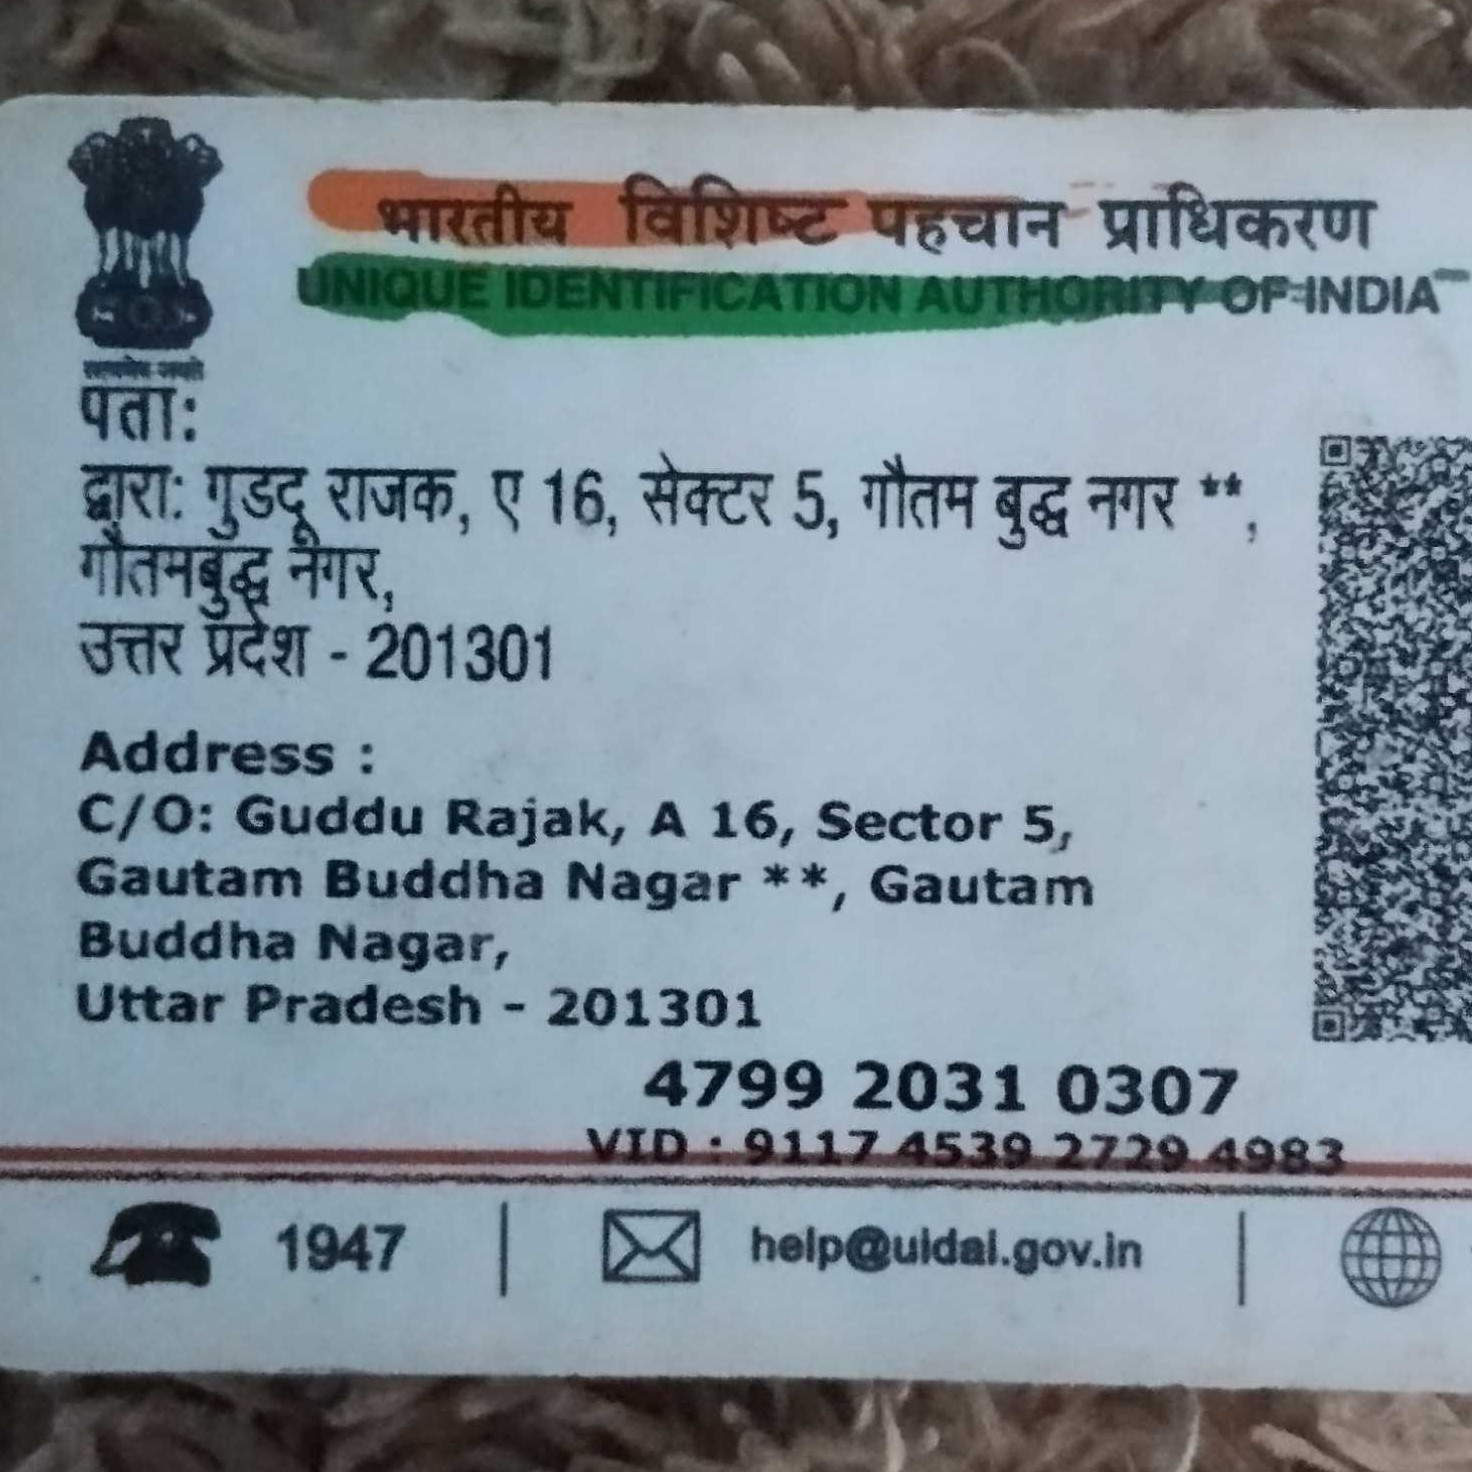 भारतीय विशिष्ट पहचान प्राधिकरण
UNIQUE IDENTIFICATION AUTHORITY OF INDIA
पता:
द्वारा: गुडदू राजक, ए 16, सेक्टर 5, गौतम बुद्ध नगर **,
गौतमबुद्ध नगर,
उत्तर प्रदेश - 201301
Address :
C/O: Guddu Rajak, A 16, Sector 5,
Gautam Buddha Nagar **, Gautam
Buddha Nagar,
Uttar Pradesh - 201301
4799 2031 0307
VID : 9117 4539 2729 4983
1947 | help@uidai.gov.in |